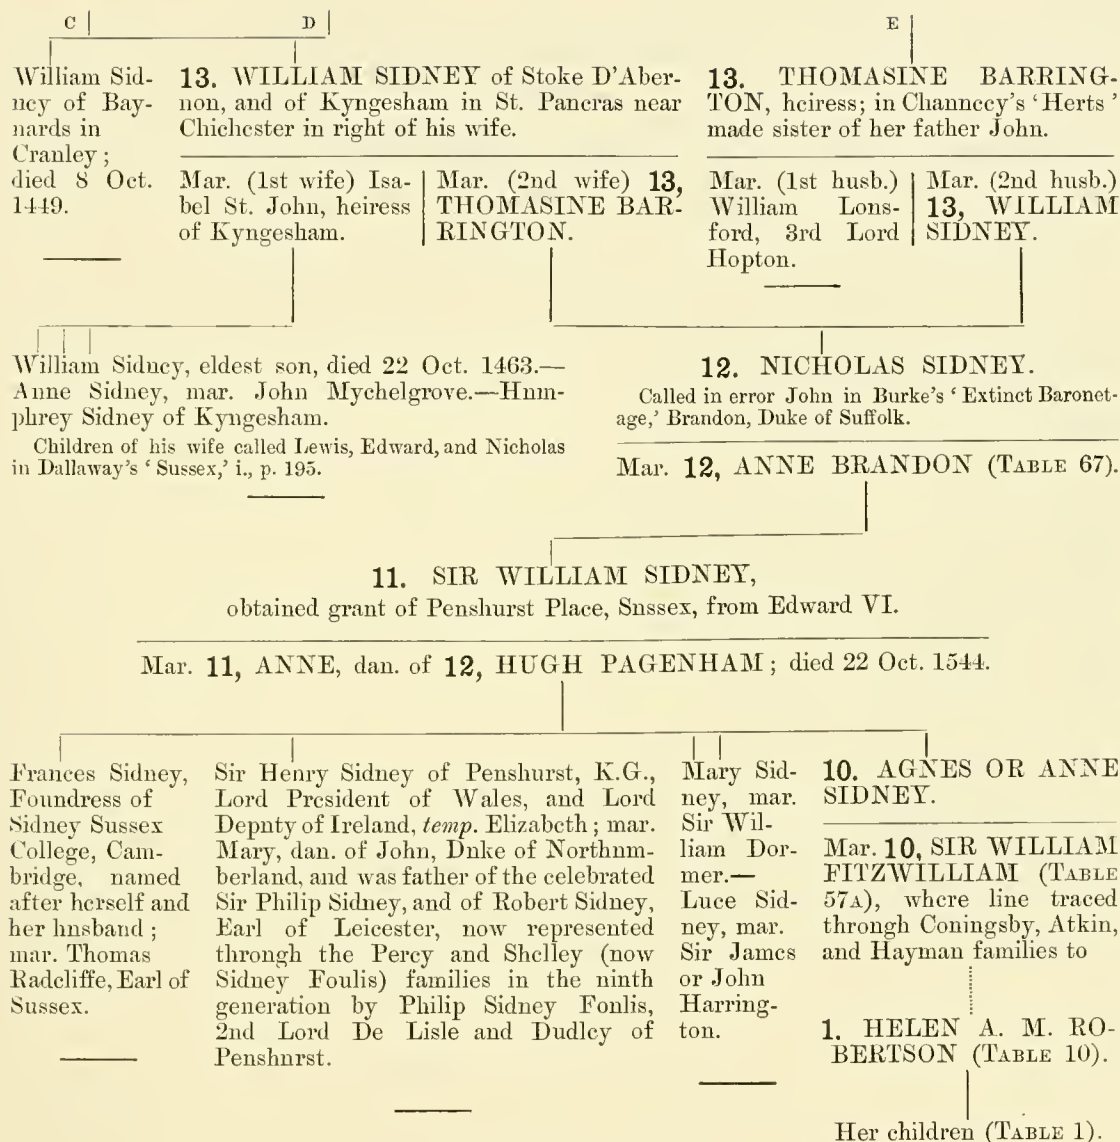 C D E
William Sid-
ney of Bay-
nards in
Cranley;
died 8 Oct.
1449.
13. WILLIAM SIDNEY of Stoke D'Aber-
non, and of Kyngesham in St. Pancras near
Chichester in right of his wife.
Mar. (1st wife) Isa-
bel St. John, heiress
of Kyngesham.
Mar. (2nd wife) 13,
THOMASINE BAR-
RINGTON.
13. THOMASINE BARRING-
TON, heiress; in Channccy's 'Herts'
made sister of her father John.
Mar. (1st husb.)
William Lons-
ford, 3rd Lord
Hopton.
Mar. (2nd husb.)
13, WILLIAM
SIDNEY.
William Sidney, eldest son, died 22 Oct. 1463.—
Anne Sidney, mar. John Mychelgrove.—Hum-
phrey Sidney of Kyngesham.
Children of his wife called Lewis, Edward, and Nicholas
in Dallaway's 'Sussex,' i., p. 195.
12. NICHOLAS SIDNEY.
Called in error John in Burke's 'Extinct Baronet-
age,' Brandon, Duke of Suffolk.
Mar. 12, ANNE BRANDON (TABLE 67).
11. SIR WILLIAM SIDNEY,
obtained grant of Penshurst Place, Sussex, from Edward VI.
Mar. 11, ANNE, dan. of 12, HUGH PAGENHAM; died 22 Oct. 1544.
Frances Sidney,
Foundress of
Sidney Sussex
College, Cam-
bridge, named
after herself and
her husband;
mar. Thomas
Radcliffe, Earl of
Sussex.
Sir Henry Sidney of Penshurst, K.G.,
Lord President of Wales, and Lord
Deputy of Ireland, temp. Elizabeth; mar.
Mary, dan. of John, Duke of Northum-
berland, and was father of the celebrated
Sir Philip Sidney, and of Robert Sidney,
Earl of Leicester, now represented
through the Percy and Shelley (now
Sidney Foulis) families in the ninth
generation by Philip Sidney Foulis,
2nd Lord De Lisle and Dudley of
Penshurst.
Mary Sid-
ney, mar.
Sir Wil-
liam Dor-
mer.—
Luce Sid-
ney, mar.
Sir James
or John
Harring-
ton.
10. AGNES OR ANNE
SIDNEY.
Mar. 10, SIR WILLIAM
FITZWILLIAM (TABLE
57A), where line traced
through Coningsby, Atkin,
and Hayman families to
1. HELEN A. M. RO-
BERTSON (TABLE 10).
Her children (TABLE 1).